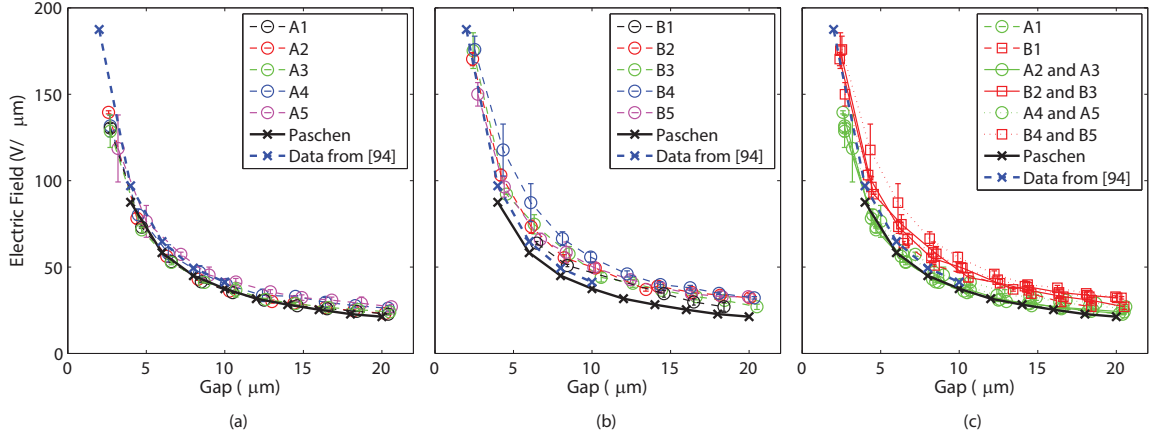 Electric Field (V/ μm)
200
150
100
50
0
0
5
10
15
20
Gap ( μm)
(a)
A1
A2
A3
A4
A5
Paschen
Data from [94]
0
5
10
15
20
Gap ( μm)
(b)
B1
B2
B3
B4
B5
Paschen
Data from [94]
0
5
10
15
20
Gap ( μm)
(c)
A1
B1
A2 and A3
B2 and B3
A4 and A5
B4 and B5
Paschen
Data from [94]